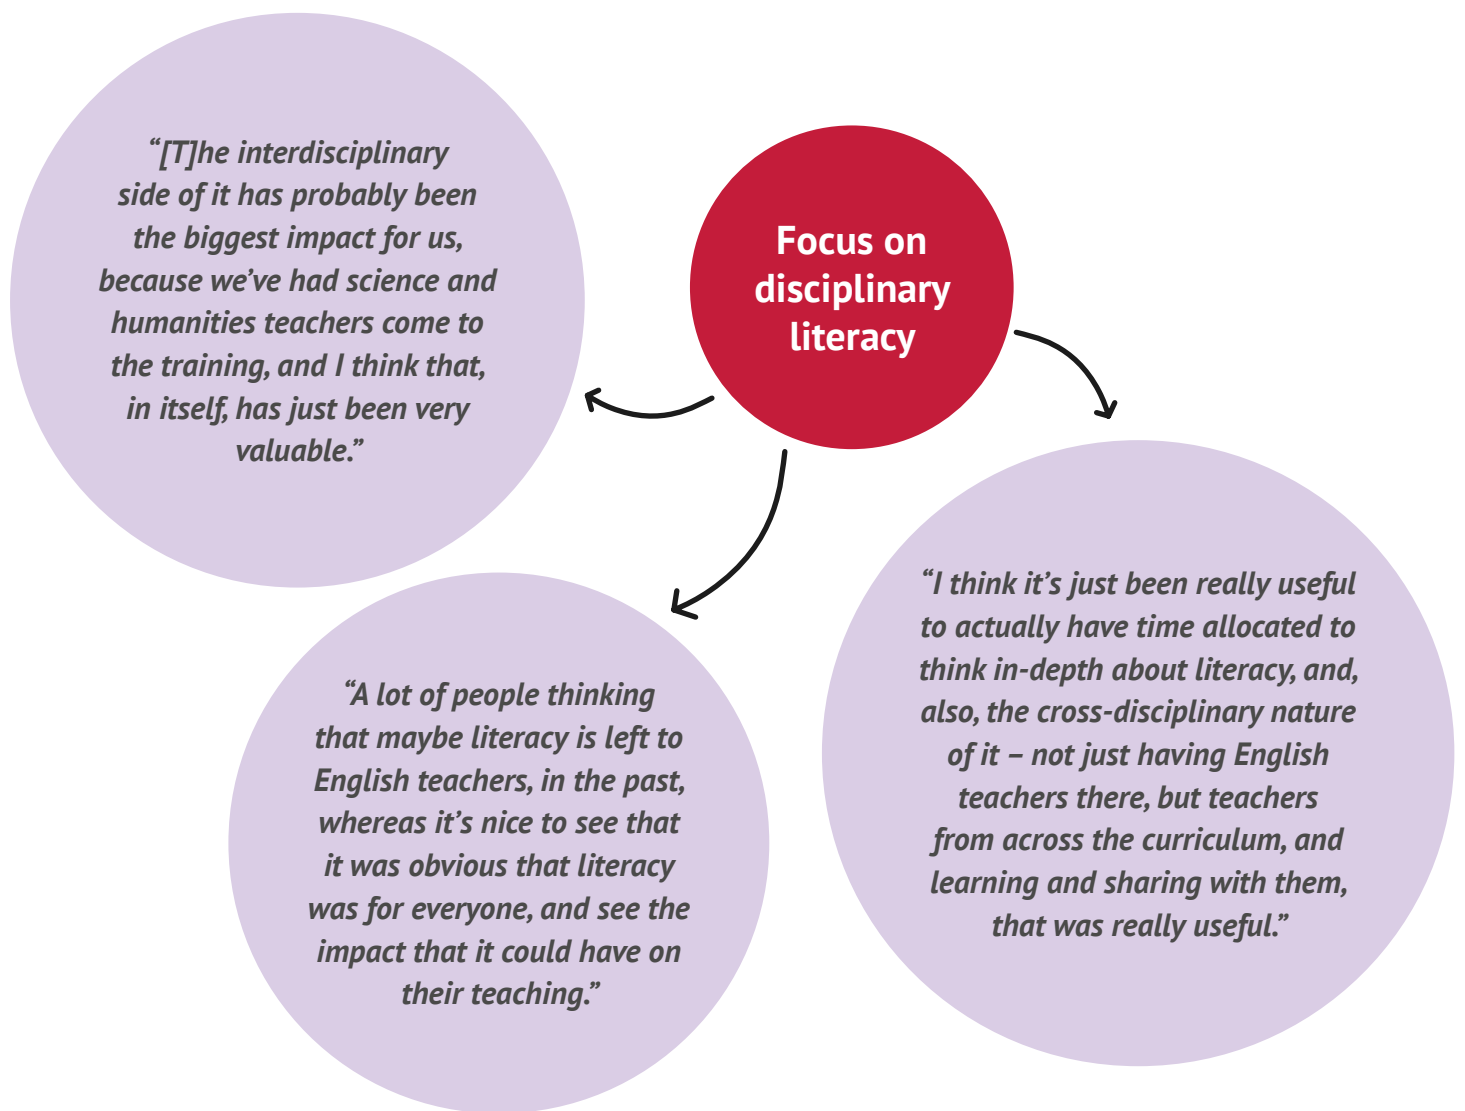 “[T]he interdisciplinary
side of it has probably been
the biggest impact for us,
because we’ve had science and
humanities teachers come to
the training, and I think that,
in itself, has just been very
valuable.”
Focus on
disciplinary
literacy
“A lot of people thinking
that maybe literacy is left to
English teachers, in the past,
whereas it’s nice to see that
it was obvious that literacy
was for everyone, and see the
impact that it could have on
their teaching.”
“I think it’s just been really useful
to actually have time allocated to
think in-depth about literacy, and,
also, the cross-disciplinary nature
of it – not just having English
teachers there, but teachers
from across the curriculum, and
learning and sharing with them,
that was really useful.”